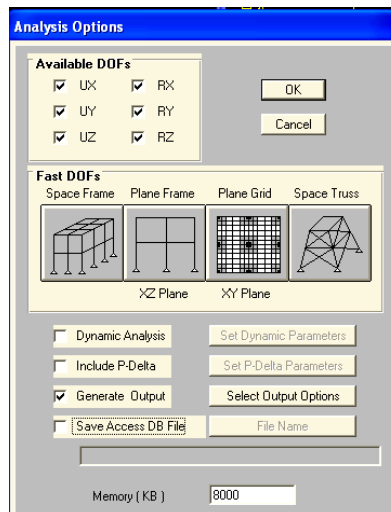 Analysis Options
Available DOFs
UX RX
UY RY
UZ RZ
OK
Cancel
Fast DOFs
Space Frame Plane Frame Plane Grid Space Truss
XZ Plane XY Plane
Dynamic Analysis Set Dynamic Parameters
Include P-Delta Set P-Delta Parameters
Generate Output Select Output Options
Save Access DB File File Name
Memory ( KB ) 8000